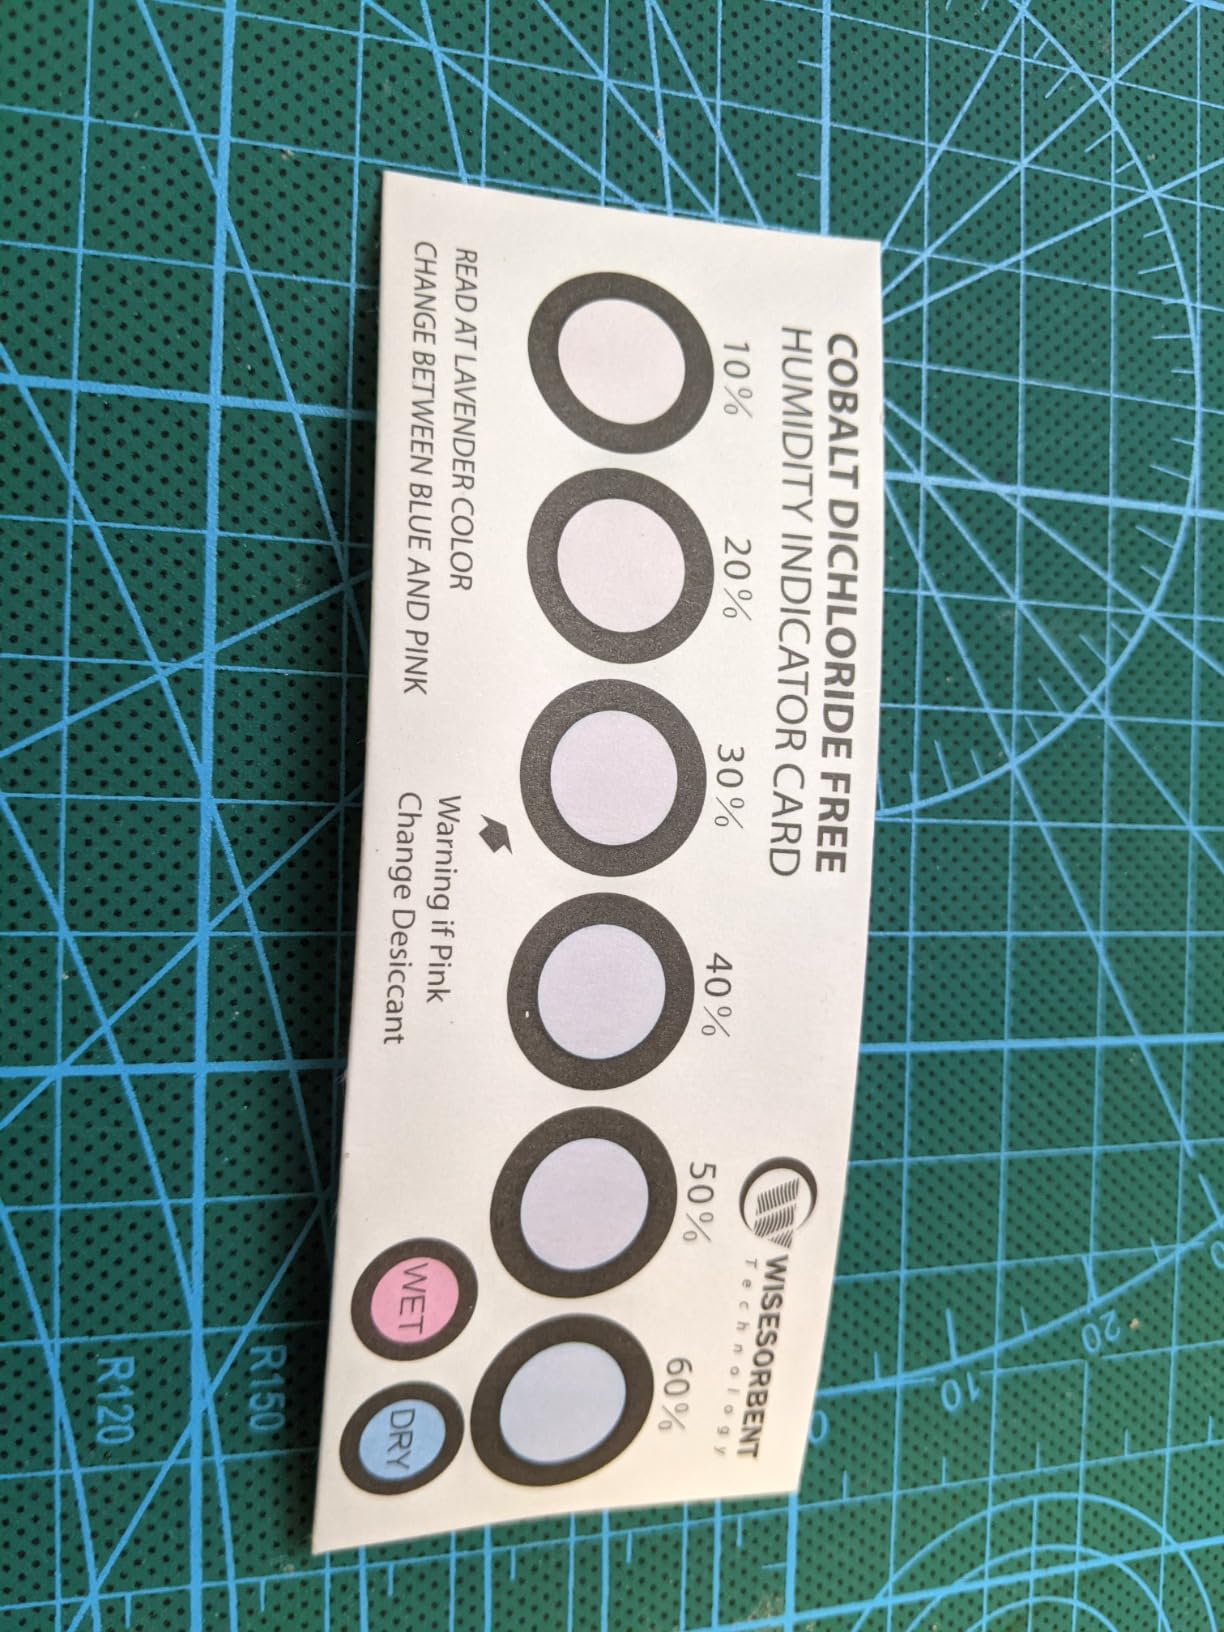 COBALT DICHLORIDE FREE
HUMIDITY INDICATOR CARD
WISESORBENT
Technology
10%
20%
30%
40%
50%
60%
READ AT LAVENDER COLOR
CHANGE BETWEEN BLUE AND PINK
Warning if Pink
Change Desiccant
WET
DRY
R150
R120
20
10
0